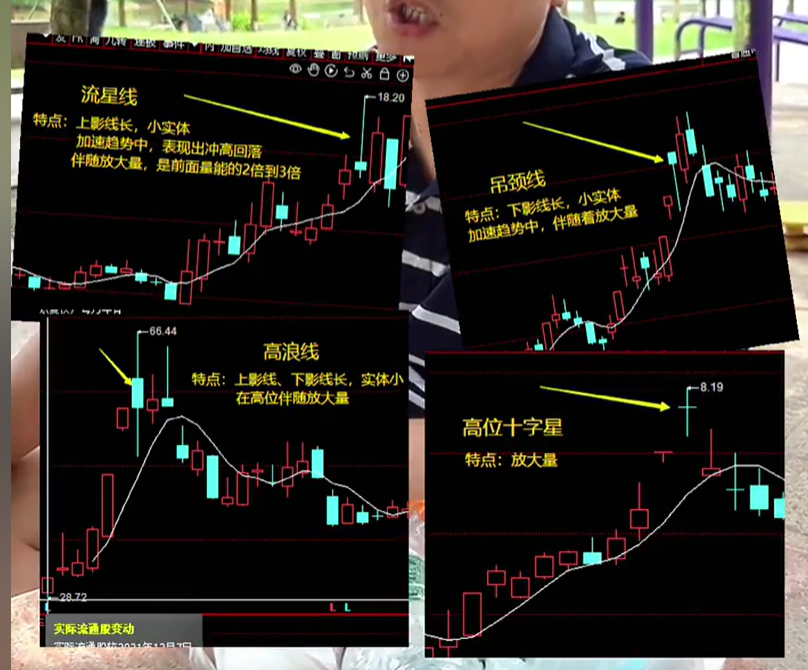 流星线
18.20
特点：上影线长，小实体
加速趋势中，表现出冲高回落
伴随放大量，是前面量能的2倍到3倍
吊颈线
特点：下影线长，小实体
加速趋势中，伴随着放大量
66.44
高浪线
特点：上影线、下影线长，实体小
在高位伴随放大量
28.72
L L
实际流通股变动
8.19
高位十字星
特点：放大量